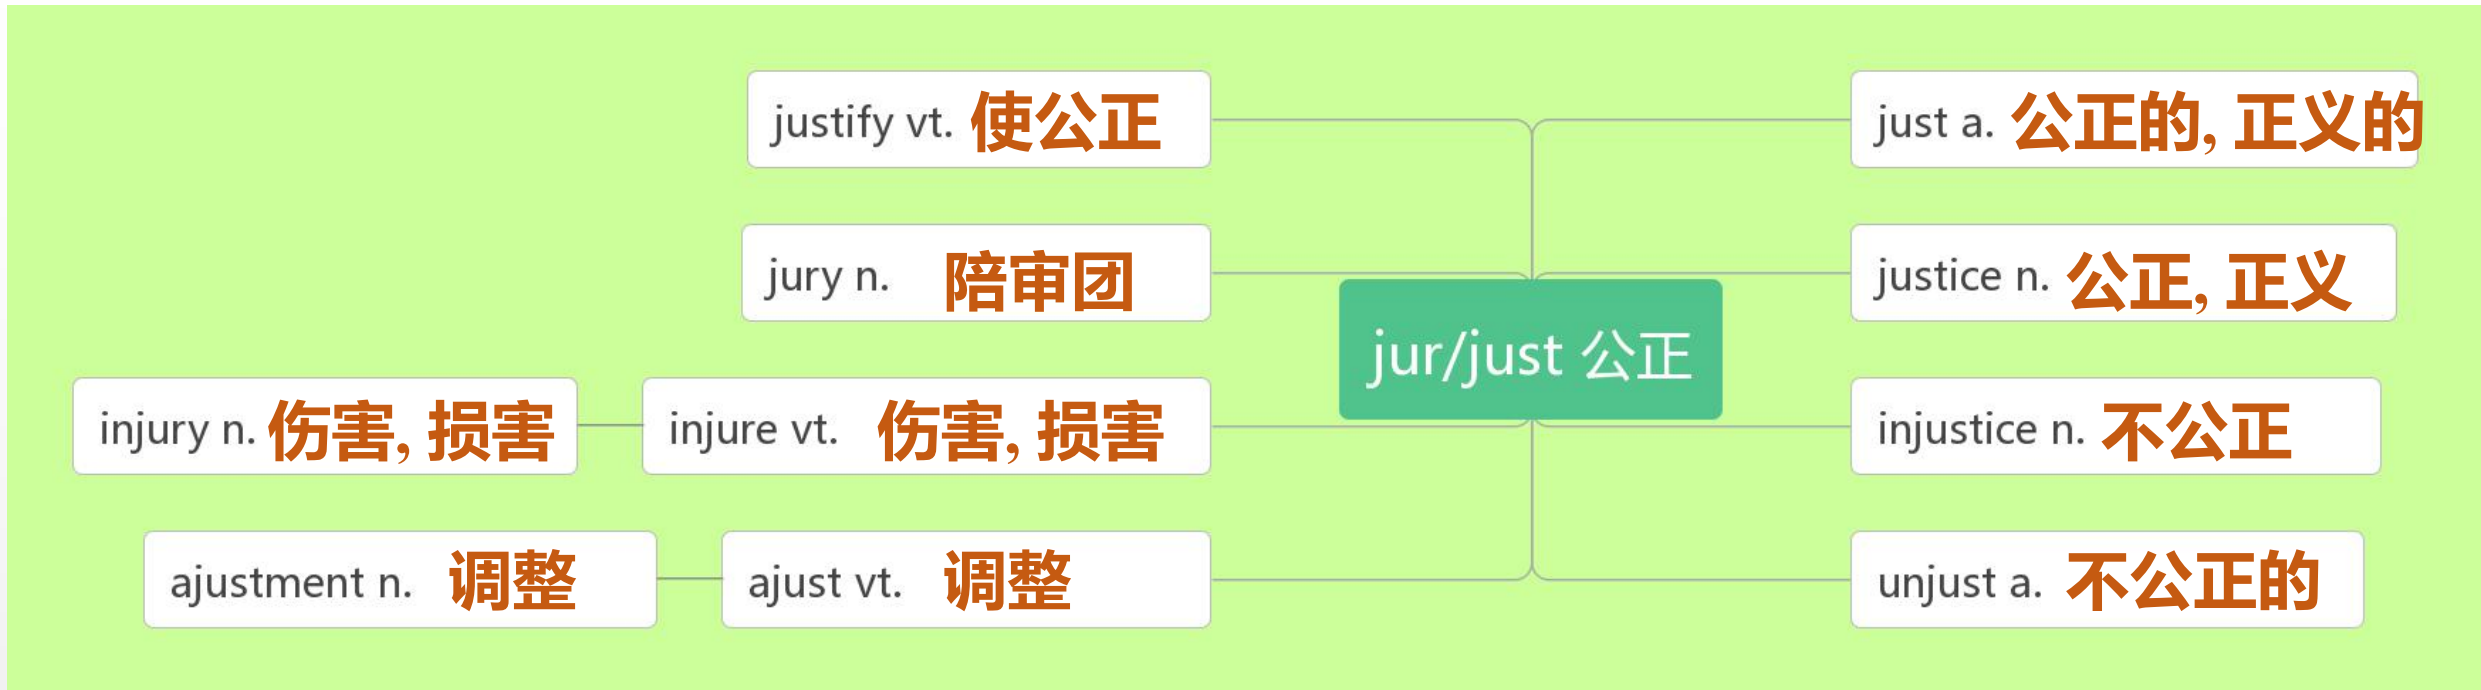 justify vt. 使公正
just a. 公正的, 正义的
jury n. 陪审团
justice n. 公正, 正义
jur/just 公正
injury n. 伤害, 损害
injure vt. 伤害, 损害
injustice n. 不公正
ajustment n. 调整
ajust vt. 调整
unjust a. 不公正的